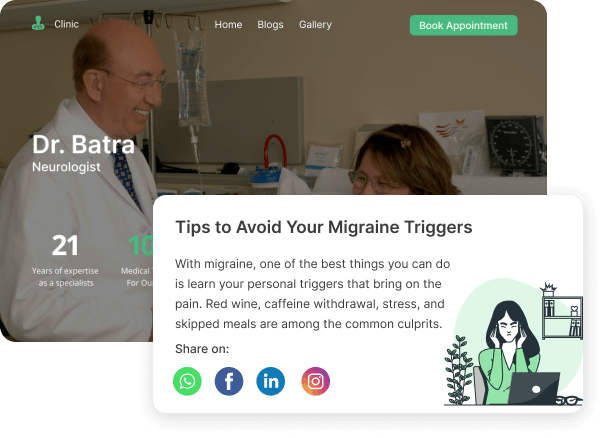 Clinic
Home Blogs Gallery
Book Appointment
Dr. Batra
Neurologist
21
Years of expertise
as a specialists
10
Medical
For Our
Tips to Avoid Your Migraine Triggers
With migraine, one of the best things you can do
is learn your personal triggers that bring on the
pain. Red wine, caffeine withdrawal, stress, and
skipped meals are among the common culprits.
Share on: